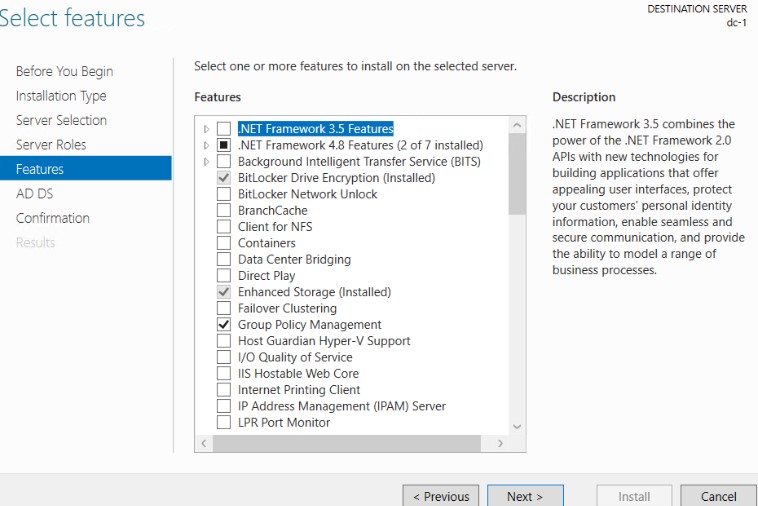 Select features
DESTINATION SERVER
dc-1
Before You Begin
Installation Type
Server Selection
Server Roles
Features
AD DS
Confirmation
Results
Select one or more features to install on the selected server.
Features
.NET Framework 3.5 Features
.NET Framework 4.8 Features (2 of 7 installed)
Background Intelligent Transfer Service (BITS)
BitLocker Drive Encryption (Installed)
BitLocker Network Unlock
BranchCache
Client for NFS
Containers
Data Center Bridging
Direct Play
Enhanced Storage (Installed)
Failover Clustering
Group Policy Management
Host Guardian Hyper-V Support
I/O Quality of Service
IIS Hostable Web Core
Internet Printing Client
IP Address Management (IPAM) Server
LPR Port Monitor
Description
.NET Framework 3.5 combines the
power of the .NET Framework 2.0
APIs with new technologies for
building applications that offer
appealing user interfaces, protect
your customers' personal identity
information, enable seamless and
secure communication, and provide
the ability to model a range of
business processes.
< Previous
Next >
Install
Cancel